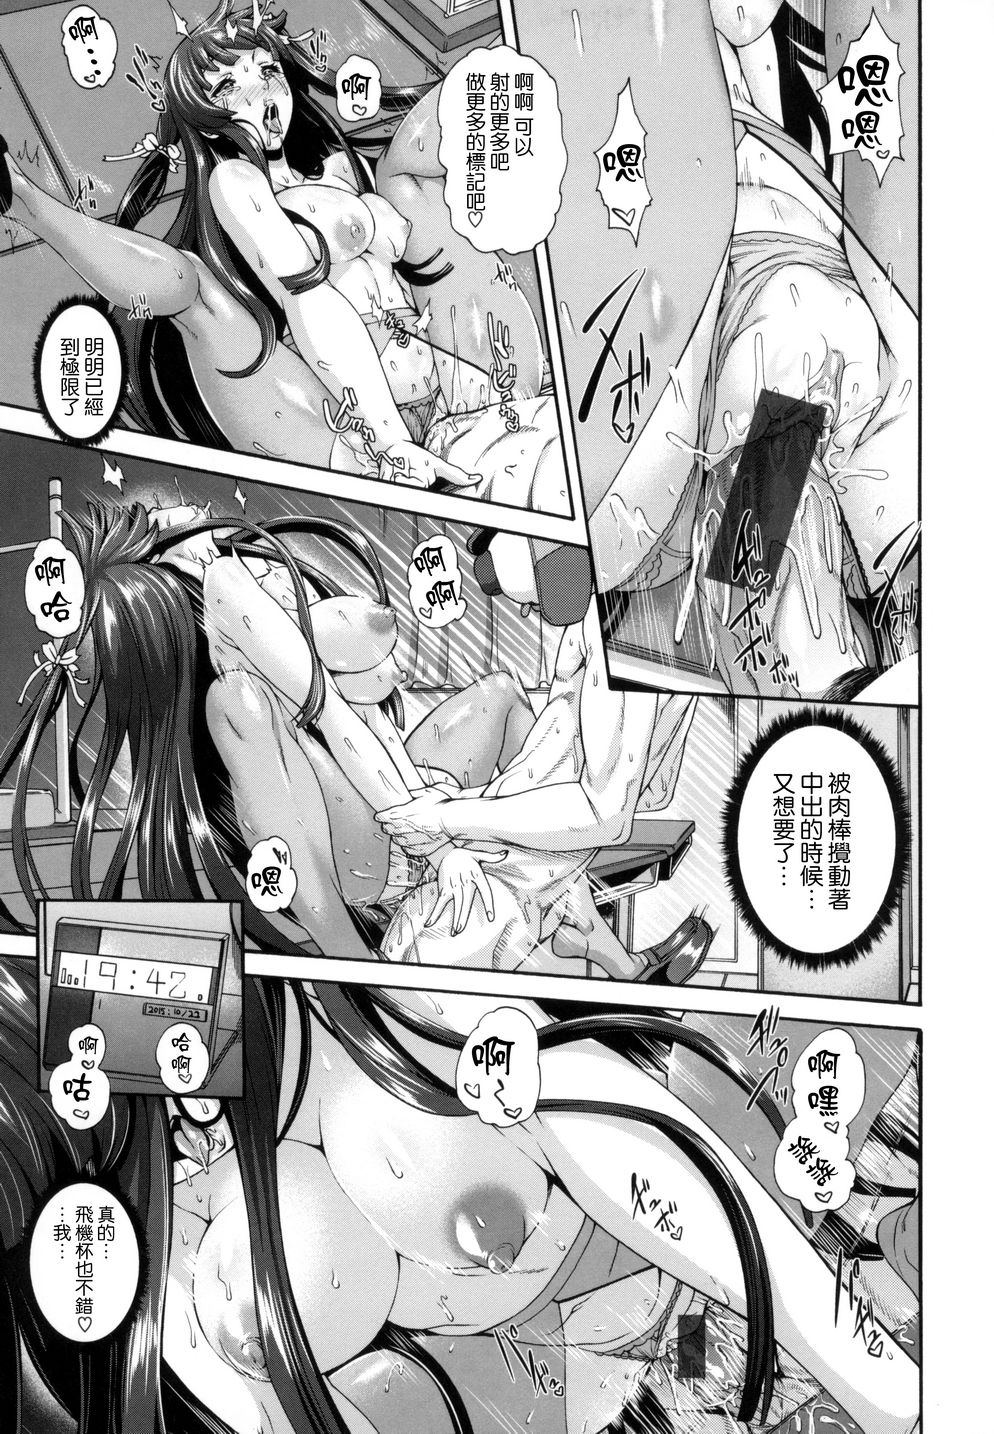 嗯嗯
嗯
啊啊 可以
射的更多吧
做更多的標記吧♡
啊
啊…
明明已經
到極限了
被肉棒攪動著
中出的時候…
又想要了…
啊啊
啊哈
嗯
19:42
2015:10/22
啊嘿
啊~
哈啊
啊
咕
真的…
飛機杯也不錯♡
…我…